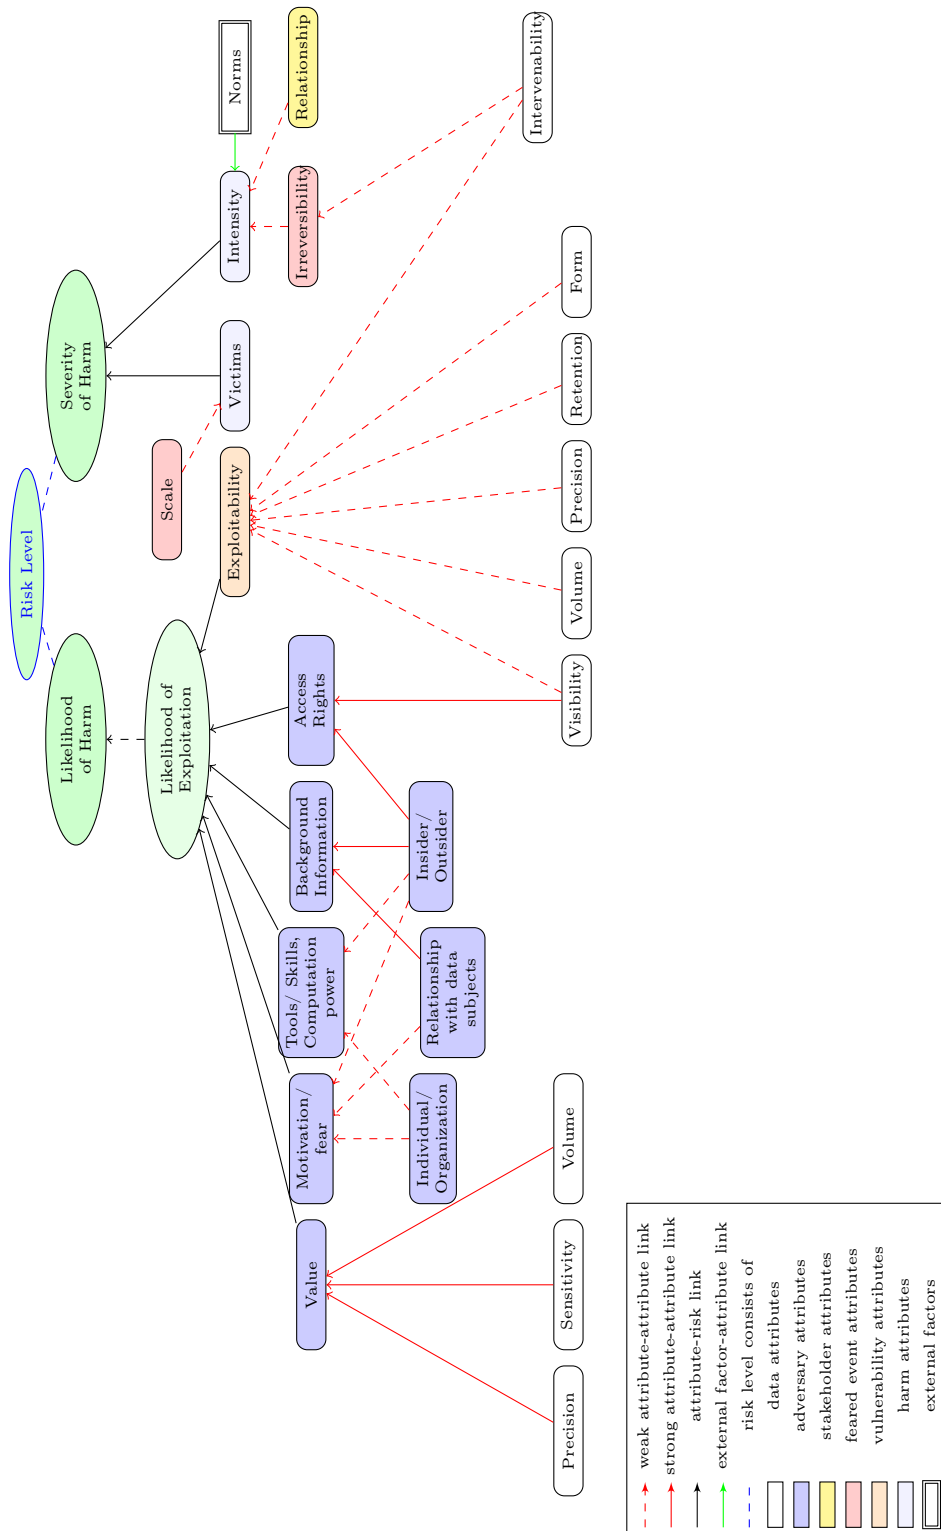 Risk Level
Likelihood
of Harm
Severity
of Harm
Likelihood of
Exploitation
Scale
Exploitability
Victims
Intensity
Norms
Value
Motivation/
fear
Tools/ Skills,
Computation
power
Background
Information
Access
Rights
Irreversibility
Relationship
Individual/
Organization
Relationship
with data
subjects
Insider/
Outsider
Intervenability
Precision
Sensitivity
Volume
Visibility
Volume
Precision
Retention
Form
weak attribute-attribute link
strong attribute-attribute link
attribute-risk link
external factor-attribute link
risk level consists of
data attributes
adversary attributes
stakeholder attributes
feared event attributes
vulnerability attributes
harm attributes
external factors